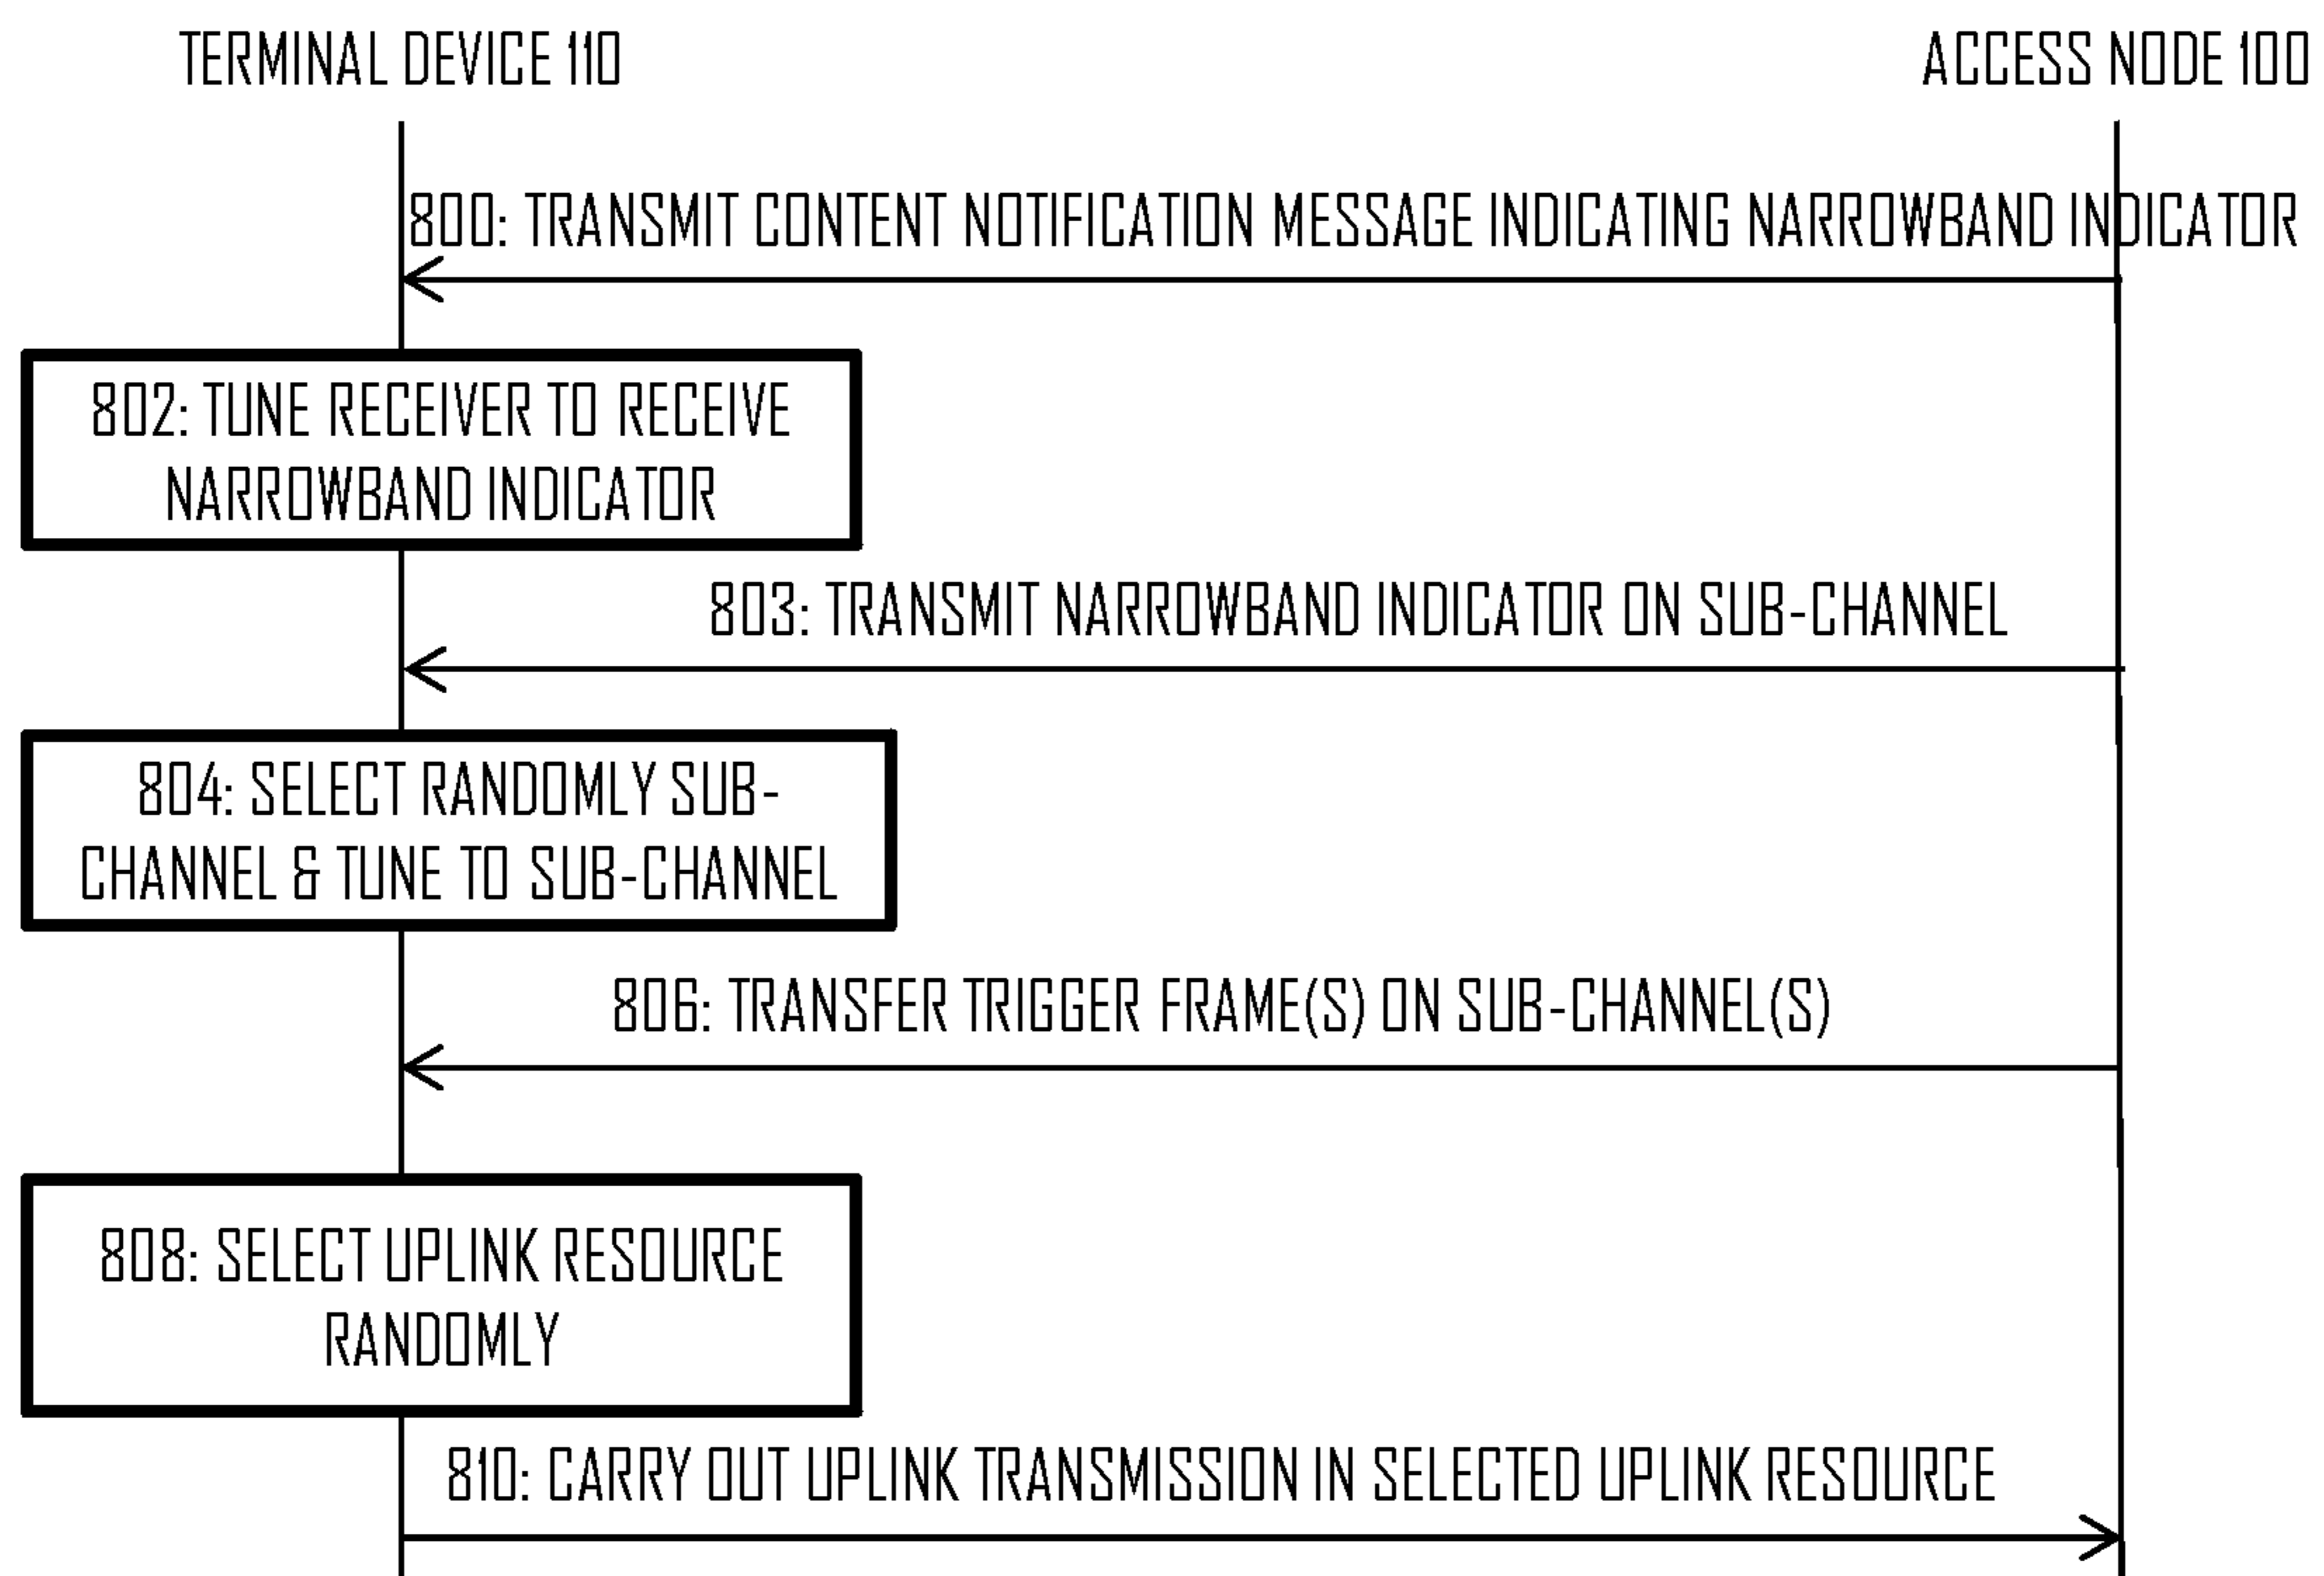 TERMINAL DEVICE 110
ACCESS NODE 100
800: TRANSMIT CONTENT NOTIFICATION MESSAGE INDICATING NARROWBAND INDICATOR
802: TUNE RECEIVER TO RECEIVE
NARROWBAND INDICATOR
803: TRANSMIT NARROWBAND INDICATOR ON SUB-CHANNEL
804: SELECT RANDOMLY SUB-
CHANNEL & TUNE TO SUB-CHANNEL
806: TRANSFER TRIGGER FRAME(S) ON SUB-CHANNEL(S)
808: SELECT UPLINK RESOURCE
RANDOMLY
810: CARRY OUT UPLINK TRANSMISSION IN SELECTED UPLINK RESOURCE